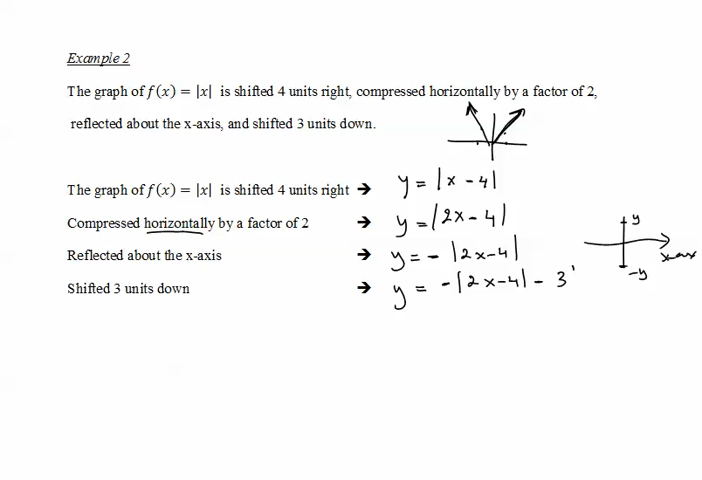 Example 2
The graph of f(x) = |x| is shifted 4 units right, compressed horizontally by a factor of 2,
reflected about the x-axis, and shifted 3 units down.
The graph of f(x) = |x| is shifted 4 units right → y = |x - 4|
Compressed horizontally by a factor of 2 → y = |2x - 4|
y
Reflected about the x-axis → y = - |2x-4|
x-axx
-y
Shifted 3 units down → y = -|2x-4| - 3